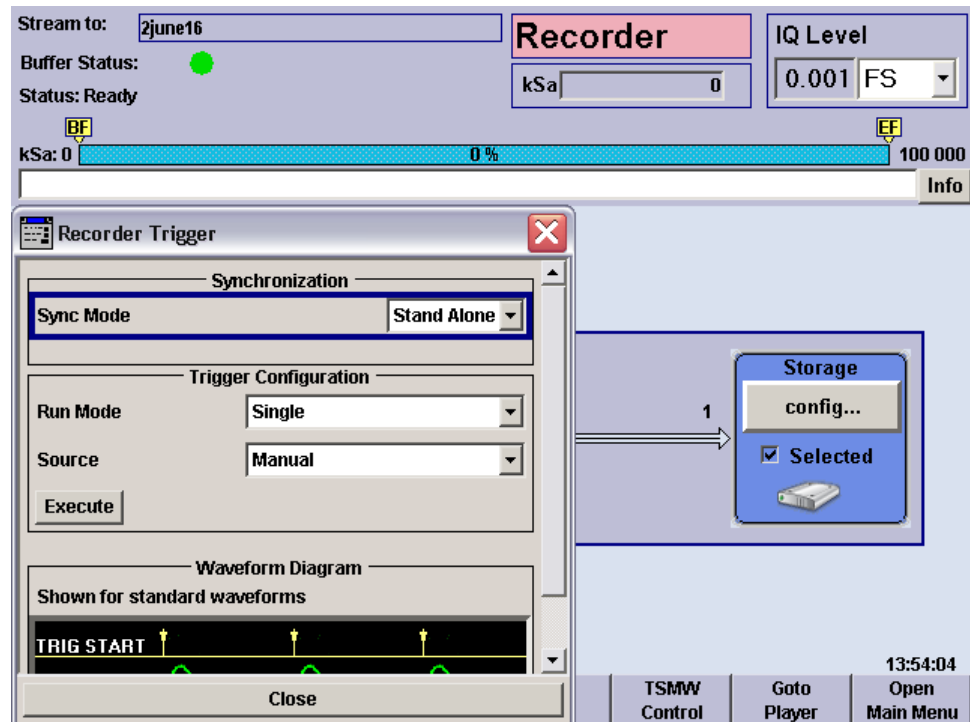 Stream to: 2june16
Recorder
IQ Level
Buffer Status:
kSa 0
0.001 FS
Status: Ready
BF EF
kSa: 0 0 % 100 000
Info
Recorder Trigger
Synchronization
Sync Mode Stand Alone
Trigger Configuration
Run Mode Single
Source Manual
Execute
Waveform Diagram
Shown for standard waveforms
TRIG START
Close
1
Storage
config...
Selected
13:54:04
TSMW Control
Goto Player
Open Main Menu